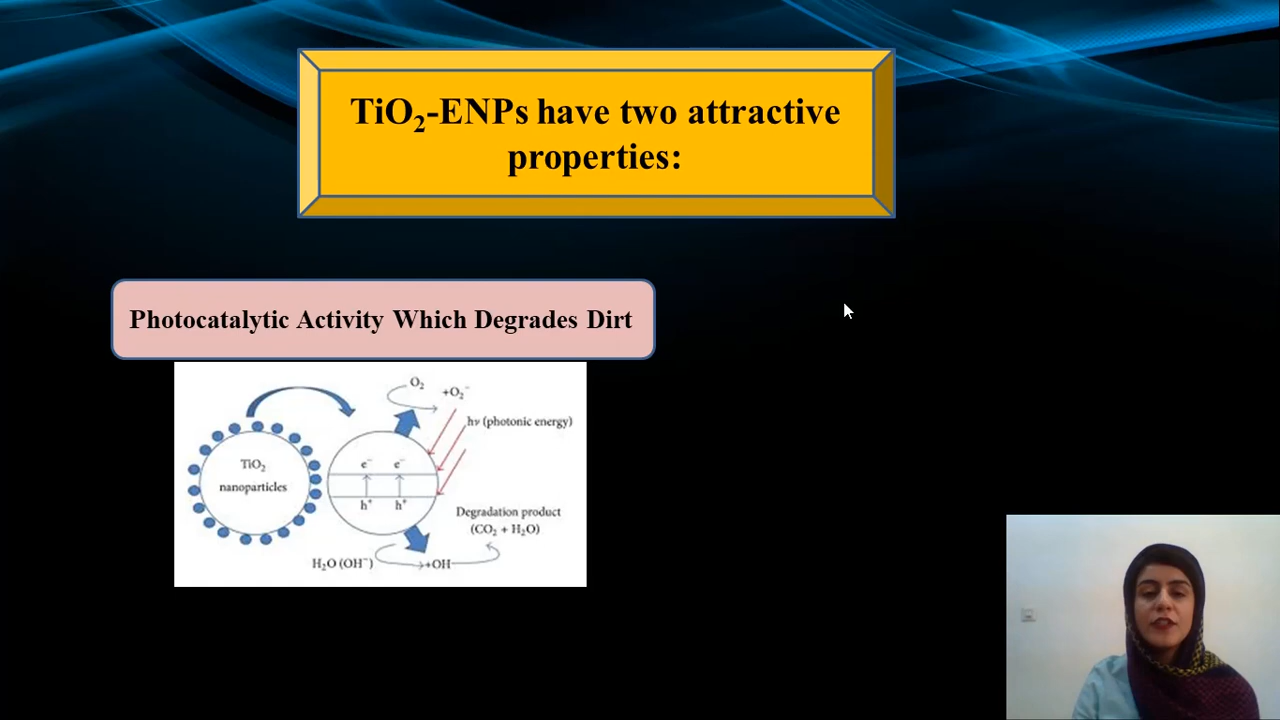 TiO₂-ENPs have two attractive
properties:
Photocatalytic Activity Which Degrades Dirt
O₂
+O₂⁻
hν (photonic energy)
TiO₂
nanoparticles
e⁻ e⁻
h⁺ h⁺
Degradation product
(CO₂ + H₂O)
H₂O (OH⁻)
+OH